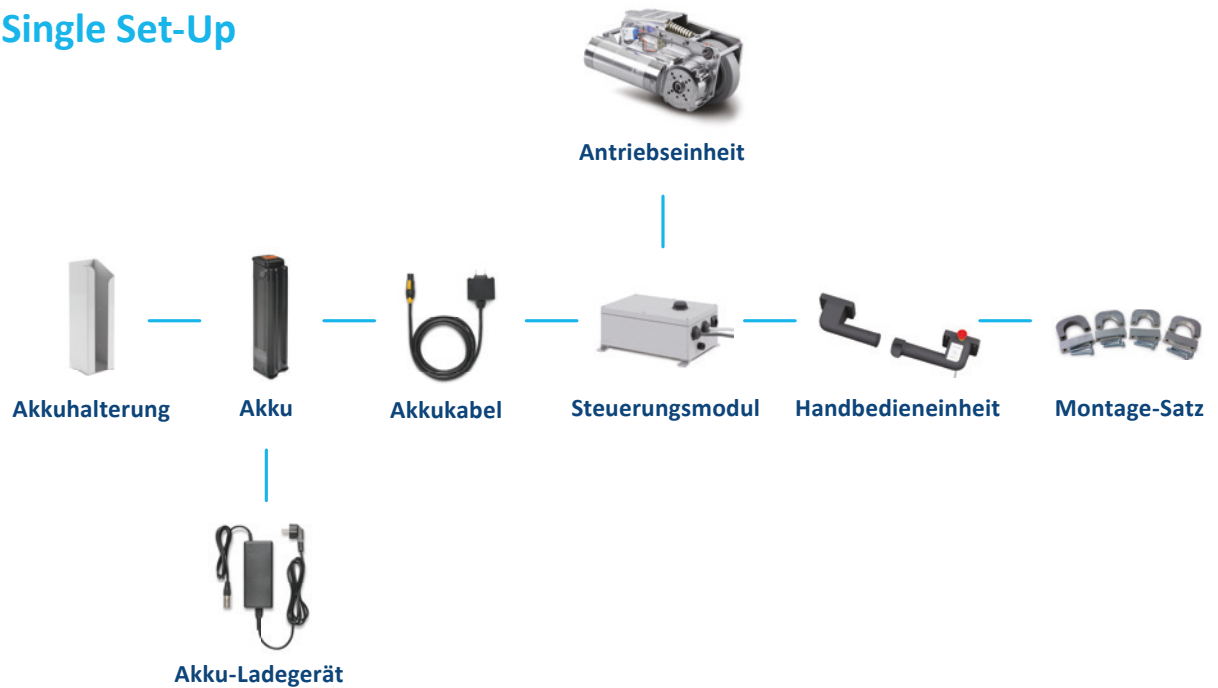 Single Set-Up
Antriebseinheit
Akkuhalterung
Akku
Akkukabel
Steuerungsmodul
Handbedieneinheit
Montage-Satz
Akku-Ladegerät